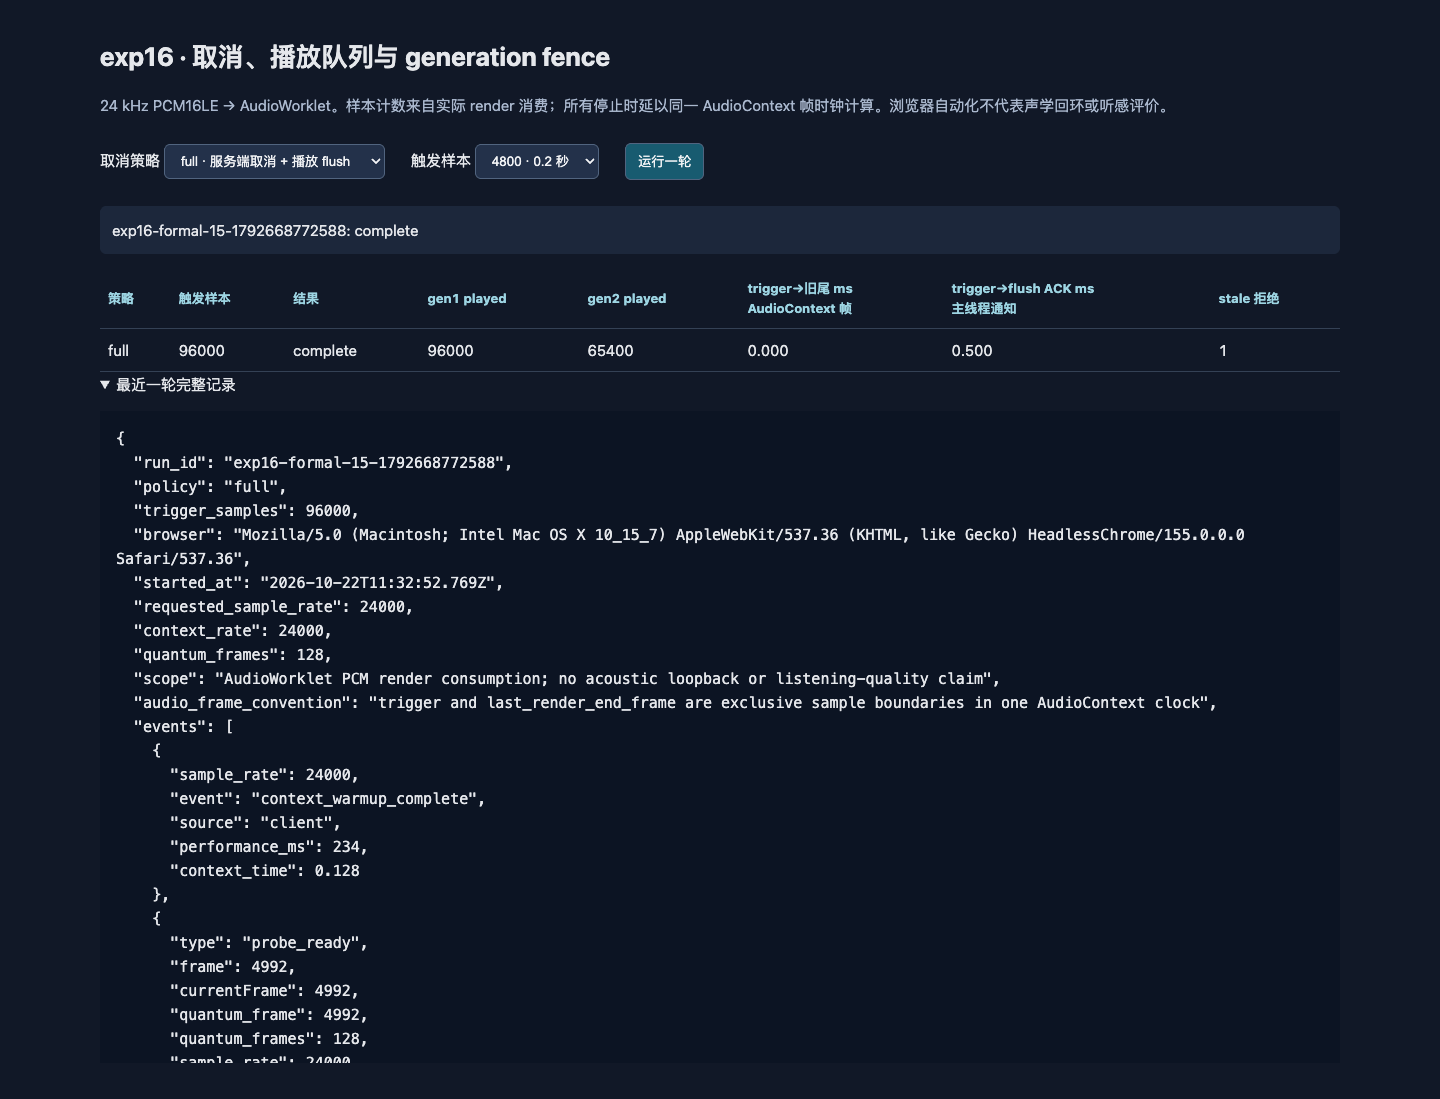 exp16 · 取消、播放队列与 generation fence
24 kHz PCM16LE → AudioWorklet。样本计数来自实际 render 消费；所有停止时延以同一 AudioContext 帧时钟计算。浏览器自动化不代表声学回环或听感评价。
取消策略 full · 服务端取消 + 播放 flush 触发样本 4800 · 0.2 秒 运行一轮
exp16-formal-15-1792668772588: complete
策略 触发样本 结果 gen1 played gen2 played trigger→旧尾 ms trigger→flush ACK ms stale 拒绝
AudioContext 帧 主线程通知
full 96000 complete 96000 65400 0.000 0.500 1
▼ 最近一轮完整记录
{
"run_id": "exp16-formal-15-1792668772588",
"policy": "full",
"trigger_samples": 96000,
"browser": "Mozilla/5.0 (Macintosh; Intel Mac OS X 10_15_7) AppleWebKit/537.36 (KHTML, like Gecko) HeadlessChrome/155.0.0.0
Safari/537.36",
"started_at": "2026-10-22T11:32:52.769Z",
"requested_sample_rate": 24000,
"context_rate": 24000,
"quantum_frames": 128,
"scope": "AudioWorklet PCM render consumption; no acoustic loopback or listening-quality claim",
"audio_frame_convention": "trigger and last_render_end_frame are exclusive sample boundaries in one AudioContext clock",
"events": [
{
"sample_rate": 24000,
"event": "context_warmup_complete",
"source": "client",
"performance_ms": 234,
"context_time": 0.128
},
{
"type": "probe_ready",
"frame": 4992,
"currentFrame": 4992,
"quantum_frame": 4992,
"quantum_frames": 128,
"sample_rate": 24000